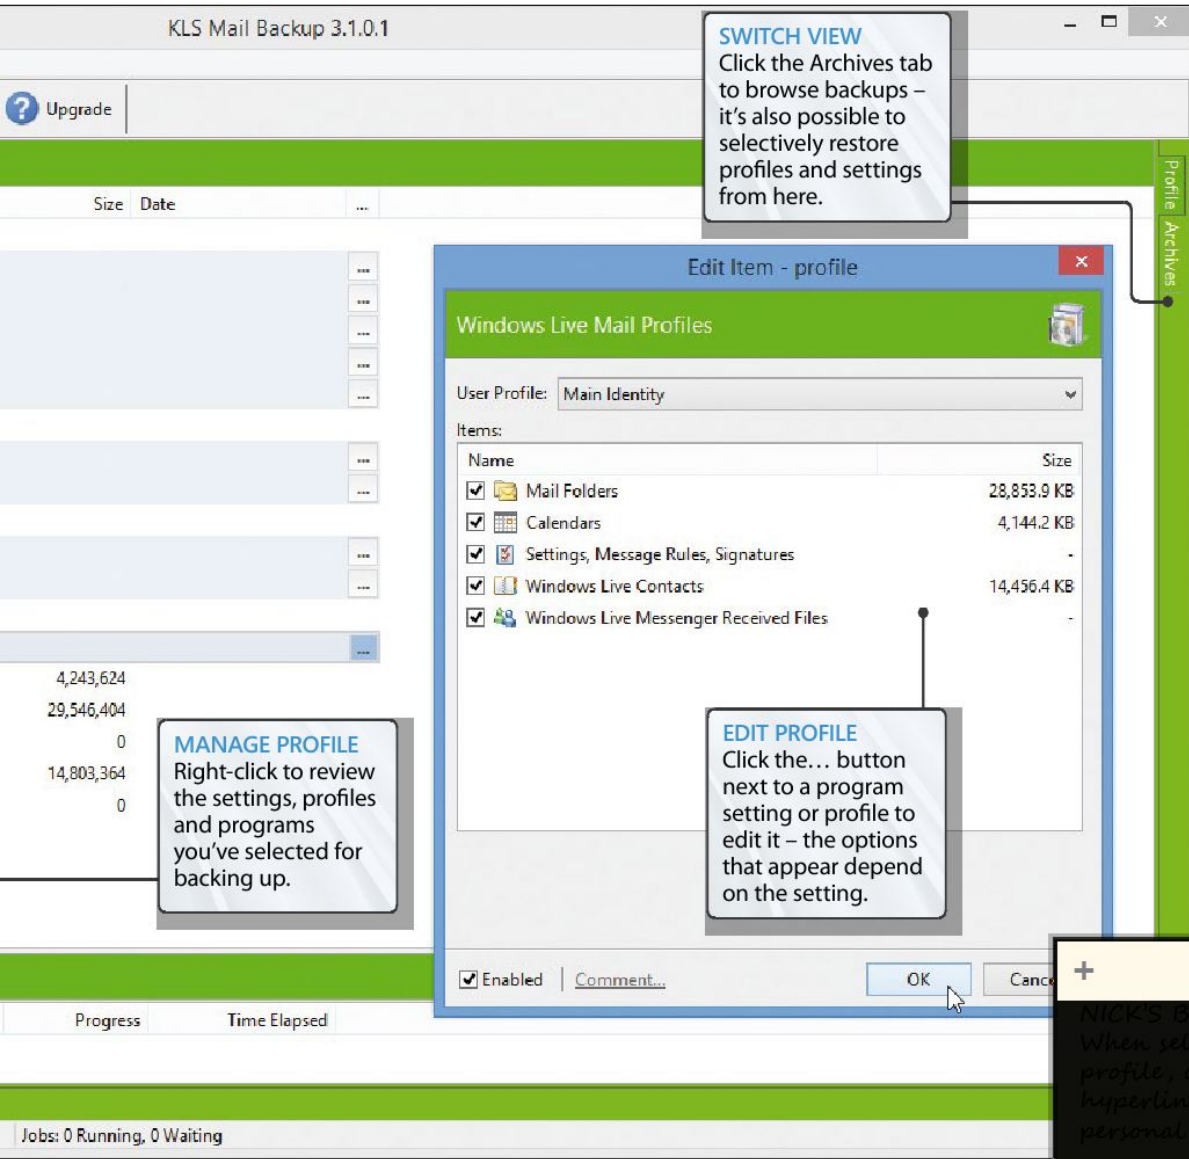 KLS Mail Backup 3.1.0.1
SWITCH VIEW
Click the Archives tab
to browse backups –
it's also possible to
selectively restore
profiles and settings
from here.
Upgrade
Profile
Archives
Size Date ...
...
...
...
...
...
...
...
...
...
...
Edit Item - profile
Windows Live Mail Profiles
User Profile: Main Identity
Items:
Name Size
Mail Folders 28,853.9 KB
Calendars 4,144.2 KB
Settings, Message Rules, Signatures -
Windows Live Contacts 14,456.4 KB
Windows Live Messenger Received Files -
4,243,624
29,546,404
0
14,803,364
0
MANAGE PROFILE
Right-click to review
the settings, profiles
and programs
you've selected for
backing up.
EDIT PROFILE
Click the... button
next to a program
setting or profile to
edit it – the options
that appear depend
on the setting.
Enabled Comment... OK Canc
+
NICK'S B
When sel
profile,
hyperlin
personal
Progress Time Elapsed
Jobs: 0 Running, 0 Waiting